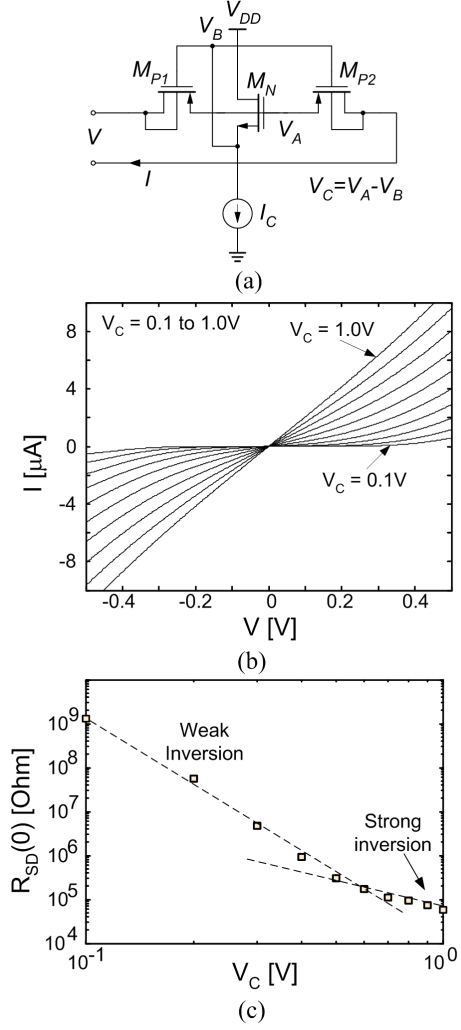 V_DD
V_B
M_P1
M_N
M_P2
V
V_A
I
V_C=V_A-V_B
I_C
(a)
V_C = 0.1 to 1.0V
V_C = 1.0V
8
4
0
-4
-8
I [μA]
V_C = 0.1V
-0.4 -0.2 0 0.2 0.4
V [V]
(b)
10^9
10^8
10^7
10^6
10^5
10^4
R_SD(0) [Ohm]
Weak
Inversion
Strong
inversion
10^-1 10^0
V_C [V]
(c)